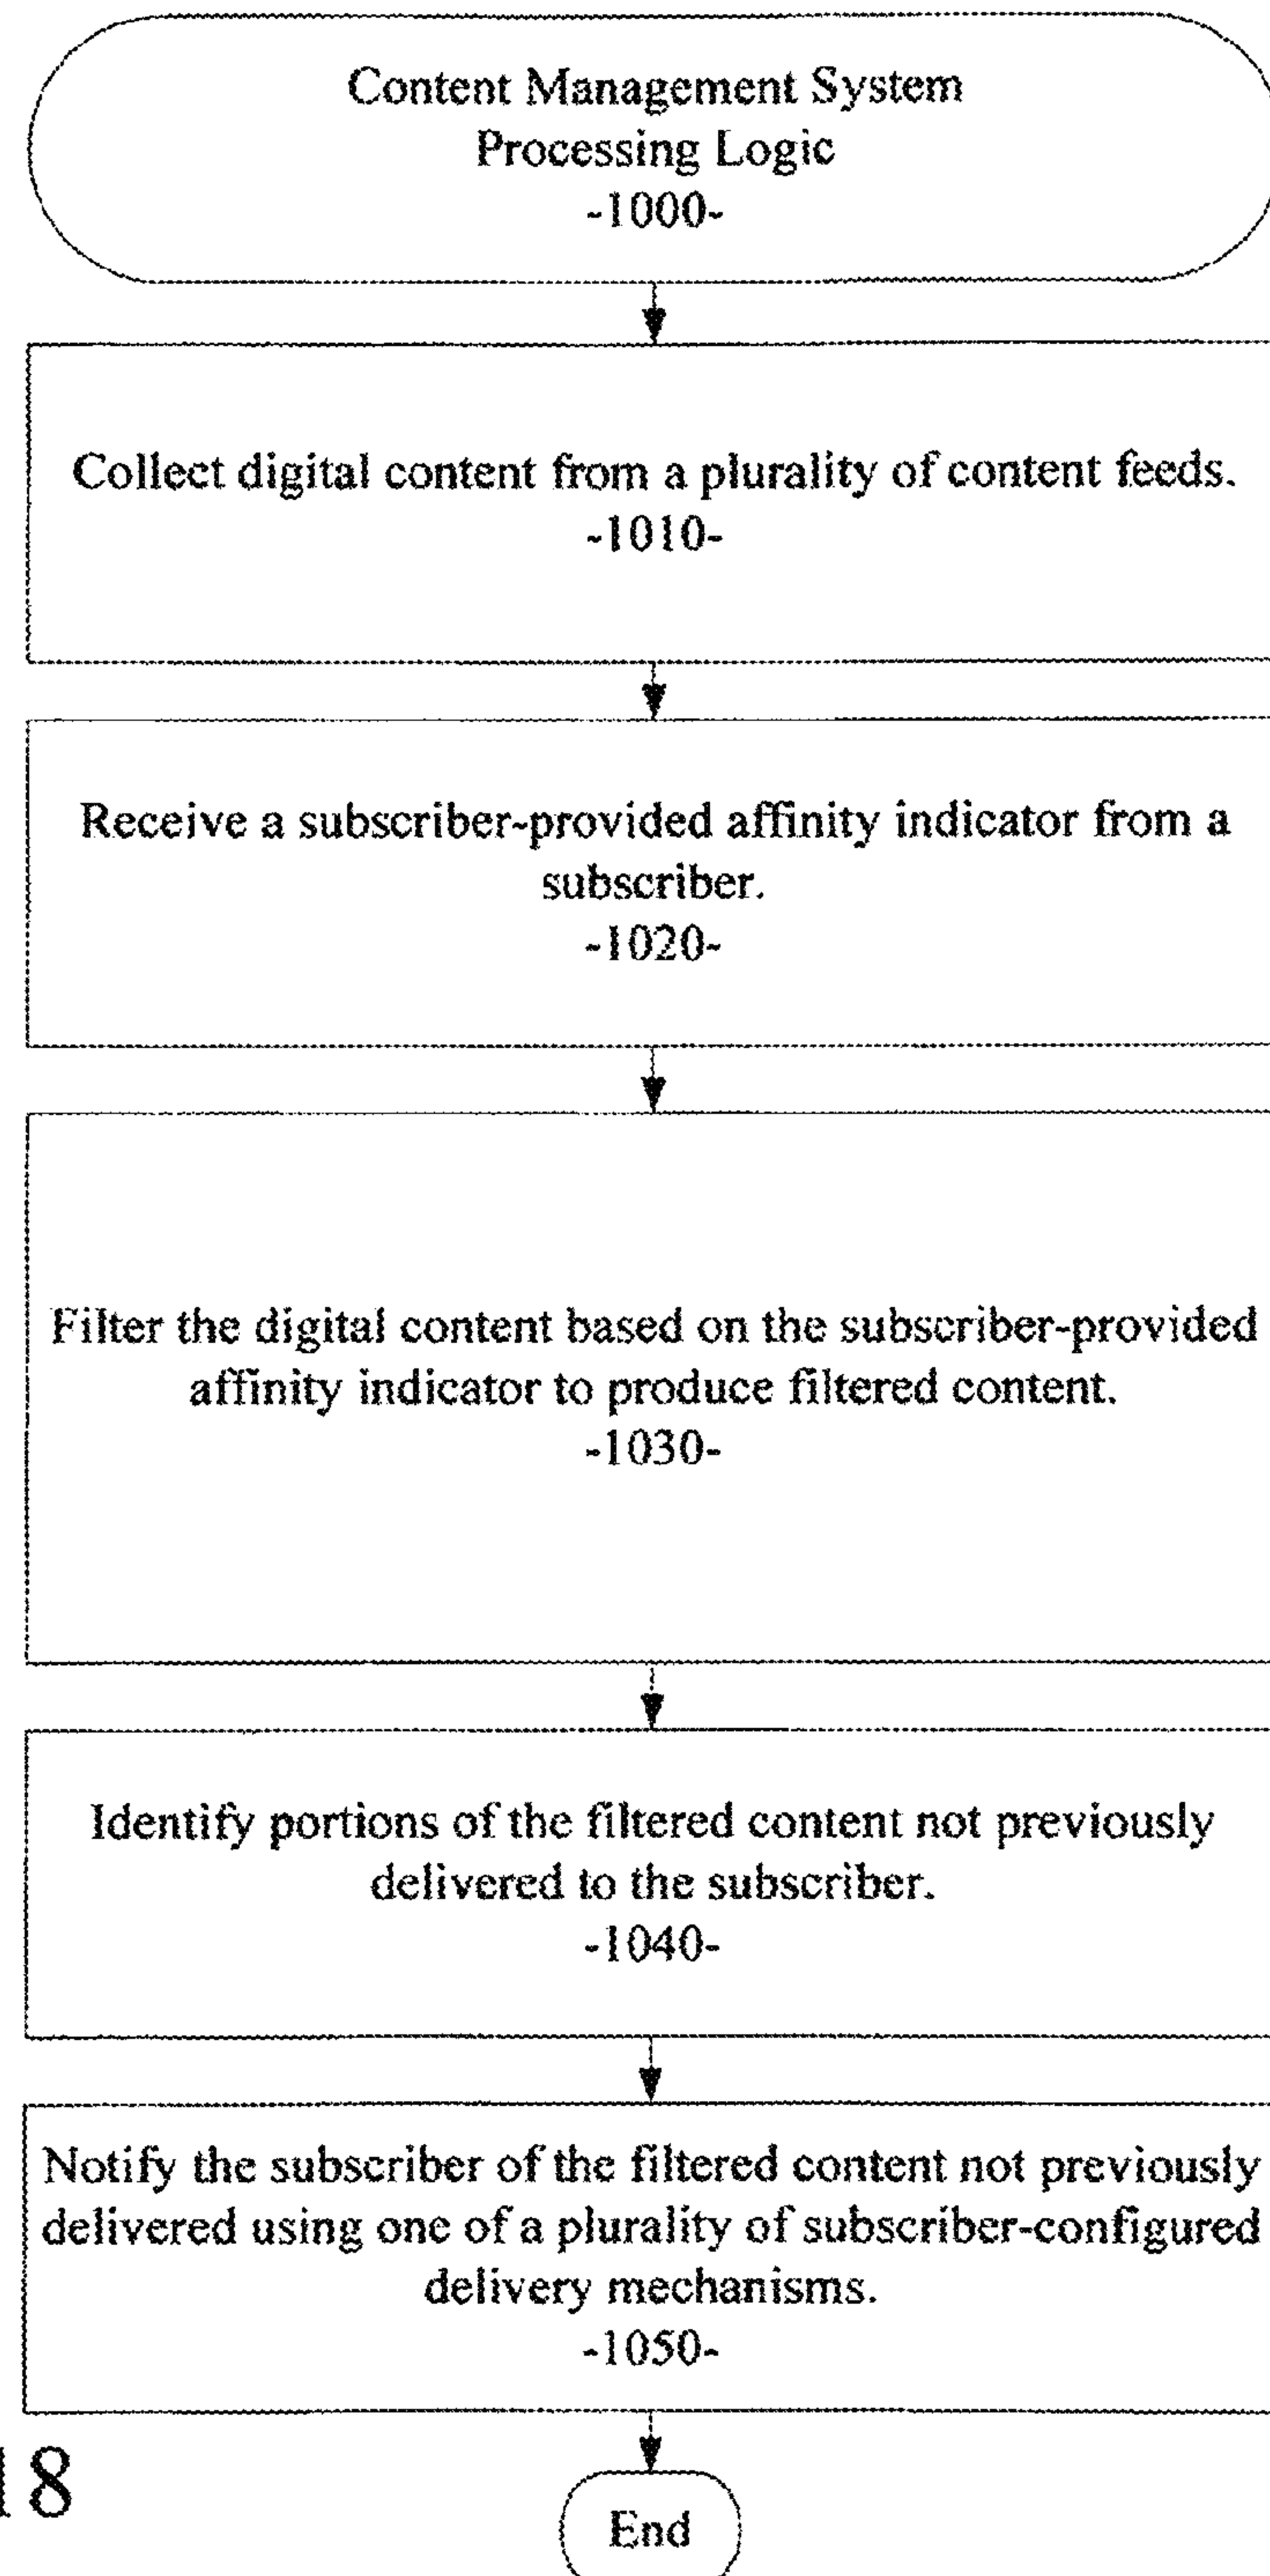 Content Management System
Processing Logic
-1000-
Collect digital content from a plurality of content feeds.
-1010-
Receive a subscriber-provided affinity indicator from a
subscriber.
-1020-
Filter the digital content based on the subscriber-provided
affinity indicator to produce filtered content.
-1030-
Identify portions of the filtered content not previously
delivered to the subscriber.
-1040-
Notify the subscriber of the filtered content not previously
delivered using one of a plurality of subscriber-configured
delivery mechanisms.
-1050-
18
End